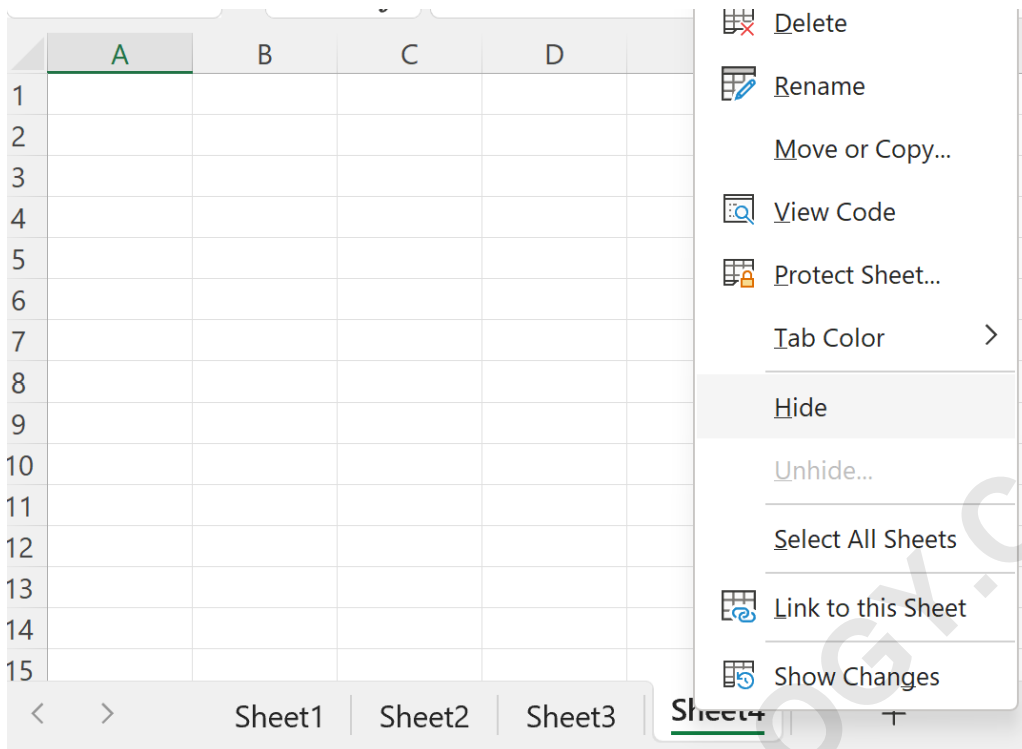 Delete
A B C D
Rename
1
2
Move or Copy...
3
View Code
4
5
Protect Sheet...
6
Tab Color
7
8
Hide
9
Unhide...
10
11
Select All Sheets
12
13
Link to this Sheet
14
15
Show Changes
Sheet1 Sheet2 Sheet3 Sheet4 +
OGY.C